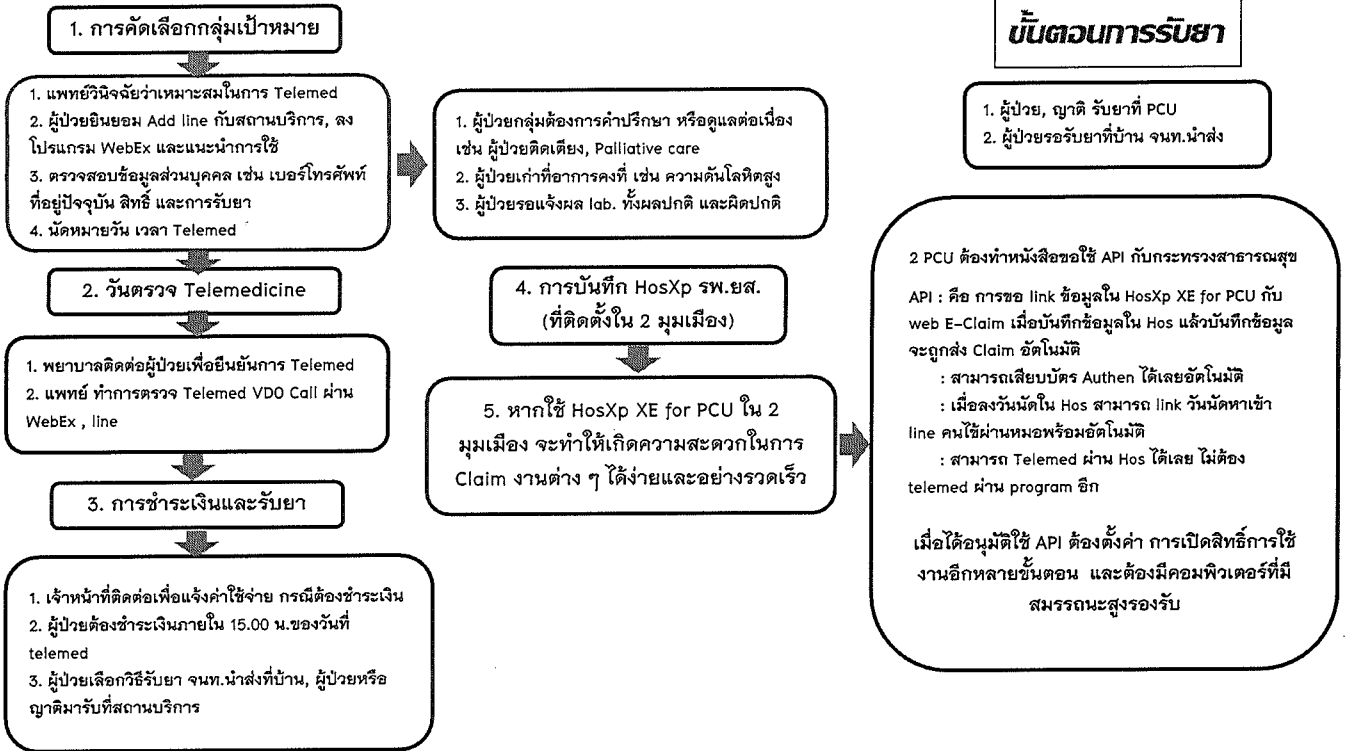 1. การคัดเลือกกลุ่มเป้าหมาย
1. แพทย์วินิจฉัยว่าเหมาะสมในการ Telemed
2. ผู้ป่วยยินยอม Add line กับสถานบริการ, ลง
โปรแกรม WebEx และแนะนำการใช้
3. ตรวจสอบข้อมูลส่วนบุคคล เช่น เบอร์โทรศัพท์
ที่อยู่ปัจจุบัน สิทธิ์ และการรับยา
4. นัดหมายวัน เวลา Telemed
1. ผู้ป่วยกลุ่มต้องการคำปรึกษา หรือดูแลต่อเนื่อง
เช่น ผู้ป่วยติดเตียง, Palliative care
2. ผู้ป่วยเก่าที่อาการคงที่ เช่น ความดันโลหิตสูง
3. ผู้ป่วยรอแจ้งผล lab. ทั้งผลปกติ และผิดปกติ
2. วันตรวจ Telemedicine
1. พยาบาลติดต่อผู้ป่วยเพื่อยืนยันการ Telemed
2. แพทย์ ทำการตรวจ Telemed VDO Call ผ่าน
WebEx , line
3. การชำระเงินและรับยา
1. เจ้าหน้าที่ติดต่อเพื่อแจ้งค่าใช้จ่าย กรณีต้องชำระเงิน
2. ผู้ป่วยต้องชำระเงินภายใน 15.00 น.ของวันที่
telemed
3. ผู้ป่วยเลือกวิธีรับยา จนท.นำส่งที่บ้าน, ผู้ป่วยหรือ
ญาติมารับที่สถานบริการ
4. การบันทึก HosXp รพ.ยส.
(ที่ติดตั้งใน 2 มุมเมือง)
5. หากใช้ HosXp XE for PCU ใน 2
มุมเมือง จะทำให้เกิดความสะดวกในการ
Claim งานต่าง ๆ ได้ง่ายและอย่างรวดเร็ว
ขั้นตอนการรับยา
1. ผู้ป่วย, ญาติ รับยาที่ PCU
2. ผู้ป่วยรอรับยาที่บ้าน จนท.นำส่ง
2 PCU ต้องทำหนังสือขอใช้ API กับกระทรวงสาธารณสุข
API : คือ การขอ link ข้อมูลใน HosXp XE for PCU กับ
web E-Claim เมื่อบันทึกข้อมูลใน Hos แล้วบันทึกข้อมูล
จะถูกส่ง Claim อัตโนมัติ
: สามารถเสียบบัตร Authen ได้เลยอัตโนมัติ
: เมื่อลงวันนัดใน Hos สามารถ link วันนัดหาเข้า
line คนไข้ผ่านหมอพร้อมอัตโนมัติ
: สามารถ Telemed ผ่าน Hos ได้เลย ไม่ต้อง
telemed ผ่าน program อีก
เมื่อได้อนุมัติใช้ API ต้องตั้งค่า การเปิดสิทธิ์การใช้
งานอีกหลายขั้นตอน และต้องมีคอมพิวเตอร์ที่มี
สมรรถนะสูงรองรับ